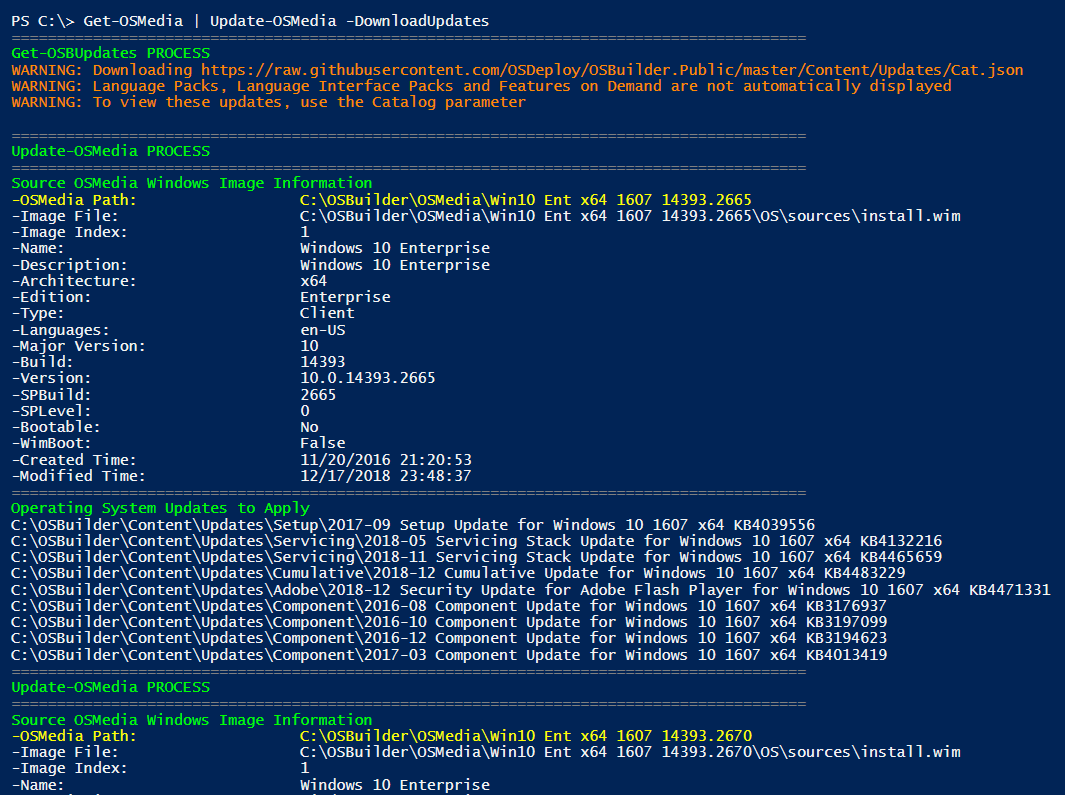 PS C:\> Get-OSMedia | Update-OSMedia -DownloadUpdates
========================================================================================
Get-OSBUpdates PROCESS
WARNING: Downloading https://raw.githubusercontent.com/OSDeploy/OSBuilder.Public/master/Content/Updates/Cat.json
WARNING: Language Packs, Language Interface Packs and Features on Demand are not automatically displayed
WARNING: To view these updates, use the Catalog parameter
========================================================================================
Update-OSMedia PROCESS
========================================================================================
Source OSMedia Windows Image Information
-OSMedia Path: C:\OSBuilder\OSMedia\Win10 Ent x64 1607 14393.2665
-Image File: C:\OSBuilder\OSMedia\Win10 Ent x64 1607 14393.2665\OS\sources\install.wim
-Image Index: 1
-Name: Windows 10 Enterprise
-Description: Windows 10 Enterprise
-Architecture: x64
-Edition: Enterprise
-Type: Client
-Languages: en-US
-Major Version: 10
-Build: 14393
-Version: 10.0.14393.2665
-SPBuild: 2665
-SPLevel: 0
-Bootable: No
-WimBoot: False
-Created Time: 11/20/2016 21:20:53
-Modified Time: 12/17/2018 23:48:37
========================================================================================
Operating System Updates to Apply
C:\OSBuilder\Content\Updates\Setup\2017-09 Setup Update for Windows 10 1607 x64 KB4039556
C:\OSBuilder\Content\Updates\Servicing\2018-05 Servicing Stack Update for Windows 10 1607 x64 KB4132216
C:\OSBuilder\Content\Updates\Servicing\2018-11 Servicing Stack Update for Windows 10 1607 x64 KB4465659
C:\OSBuilder\Content\Updates\Cumulative\2018-12 Cumulative Update for Windows 10 1607 x64 KB4483229
C:\OSBuilder\Content\Updates\Adobe\2018-12 Security Update for Adobe Flash Player for Windows 10 1607 x64 KB4471331
C:\OSBuilder\Content\Updates\Component\2016-08 Component Update for Windows 10 1607 x64 KB3176937
C:\OSBuilder\Content\Updates\Component\2016-10 Component Update for Windows 10 1607 x64 KB3197099
C:\OSBuilder\Content\Updates\Component\2016-12 Component Update for Windows 10 1607 x64 KB3194623
C:\OSBuilder\Content\Updates\Component\2017-03 Component Update for Windows 10 1607 x64 KB4013419
========================================================================================
Update-OSMedia PROCESS
========================================================================================
Source OSMedia Windows Image Information
-OSMedia Path: C:\OSBuilder\OSMedia\Win10 Ent x64 1607 14393.2670
-Image File: C:\OSBuilder\OSMedia\Win10 Ent x64 1607 14393.2670\OS\sources\install.wim
-Image Index: 1
-Name: Windows 10 Enterprise